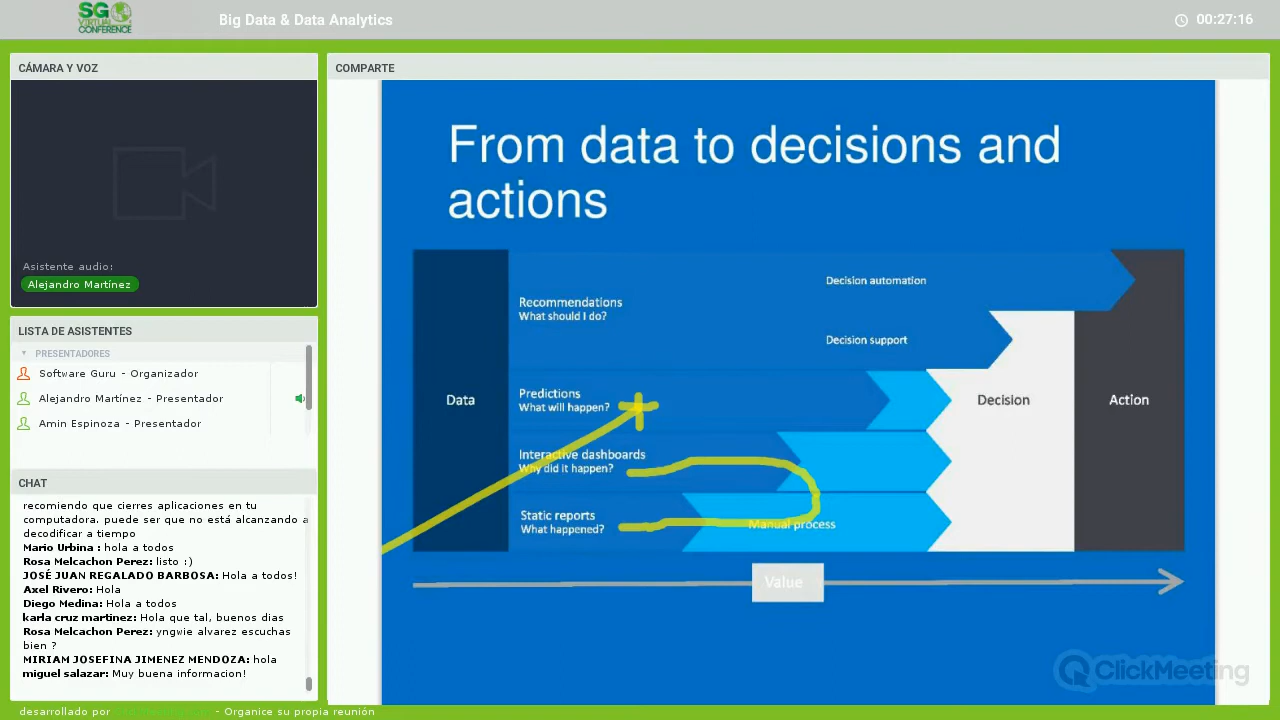 SG
VIRTUAL
CONFERENCE
Big Data & Data Analytics
00:27:16
CÁMARA Y VOZ
Asistente audio:
Alejandro Martínez
LISTA DE ASISTENTES
PRESENTADORES
Software Guru - Organizador
Alejandro Martínez - Presentador
Amin Espinoza - Presentador
CHAT
recomiendo que cierres aplicaciones en tu
computadora. puede ser que no está alcanzando a
decodificar a tiempo
Mario Urbina : hola a todos
Rosa Melcachon Perez: listo :)
JOSÉ JUAN REGALADO BARBOSA: Hola a todos!
Axel Rivero: Hola
Diego Medina: Hola a todos
karla cruz martínez: Hola que tal, buenos dias
Rosa Melcachon Perez: yngwie alvarez escuchas
bien ?
MIRIAM JOSEFINA JIMENEZ MENDOZA: hola
miguel salazar: Muy buena informacion!
desarrollado por
- Organice su propia reunión
COMPARTE
From data to decisions and
actions
Data
Recommendations
What should I do?
Decision automation
Decision support
Predictions
What will happen?
Interactive dashboards
Why did it happen?
Static reports
What happened?
Manual process
Decision
Action
Value
ClickMeeting